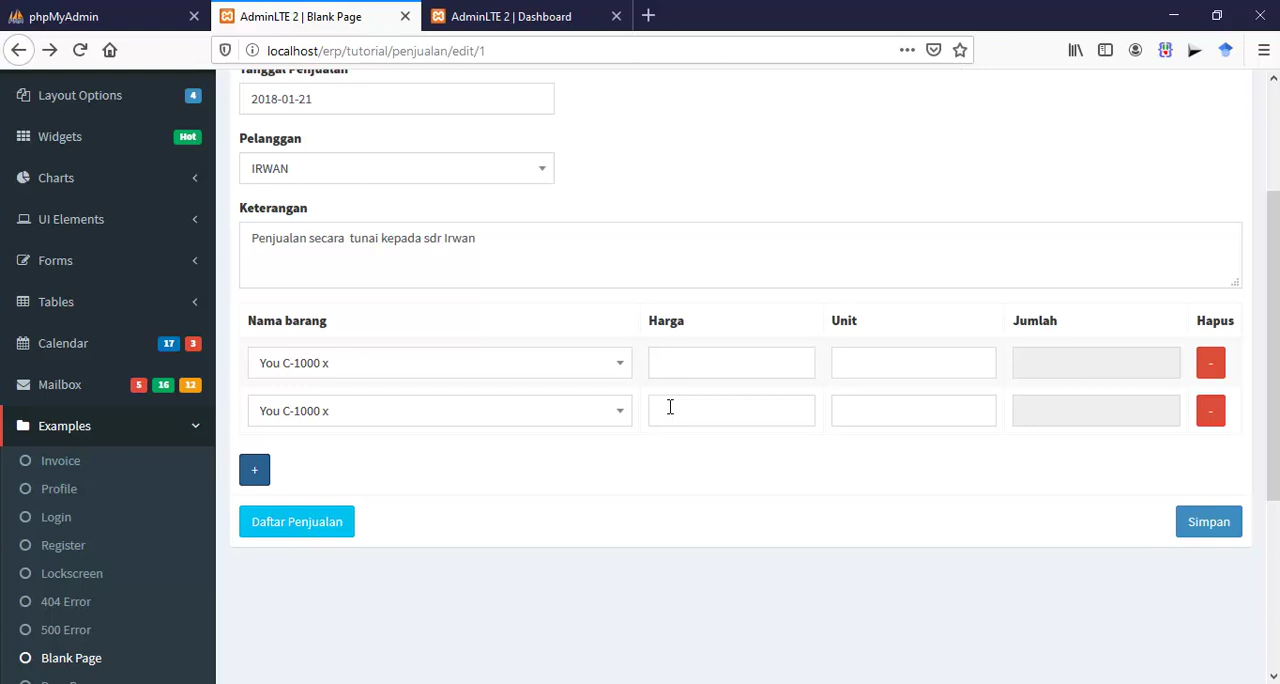 phpMyAdmin
AdminLTE 2 | Blank Page
AdminLTE 2 | Dashboard
localhost/erp/tutorial/penjualan/edit/1
Layout Options 4
Widgets Hot
Charts
UI Elements
Forms
Tables
Calendar 17 3
Mailbox 5 16 12
Examples
Invoice
Profile
Login
Register
Lockscreen
404 Error
500 Error
Blank Page
Tanggal Penjualan
2018-01-21
Pelanggan
IRWAN
Keterangan
Penjualan secara  tunai kepada sdr Irwan
Nama barang Harga Unit Jumlah Hapus
You C-1000 x -
You C-1000 x -
+
Daftar Penjualan Simpan